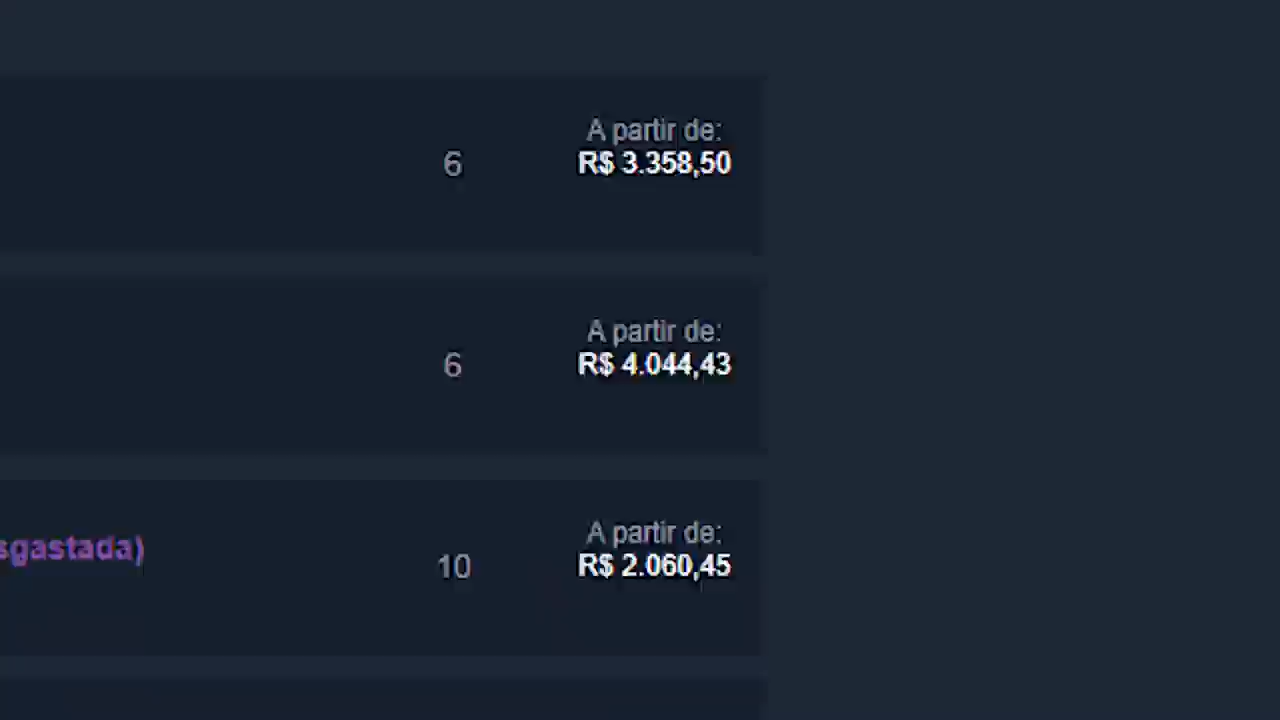 A partir de:
6
R$ 3.358,50
A partir de:
6
R$ 4.044,43
A partir de:
sgastada)
10
R$ 2.060,45